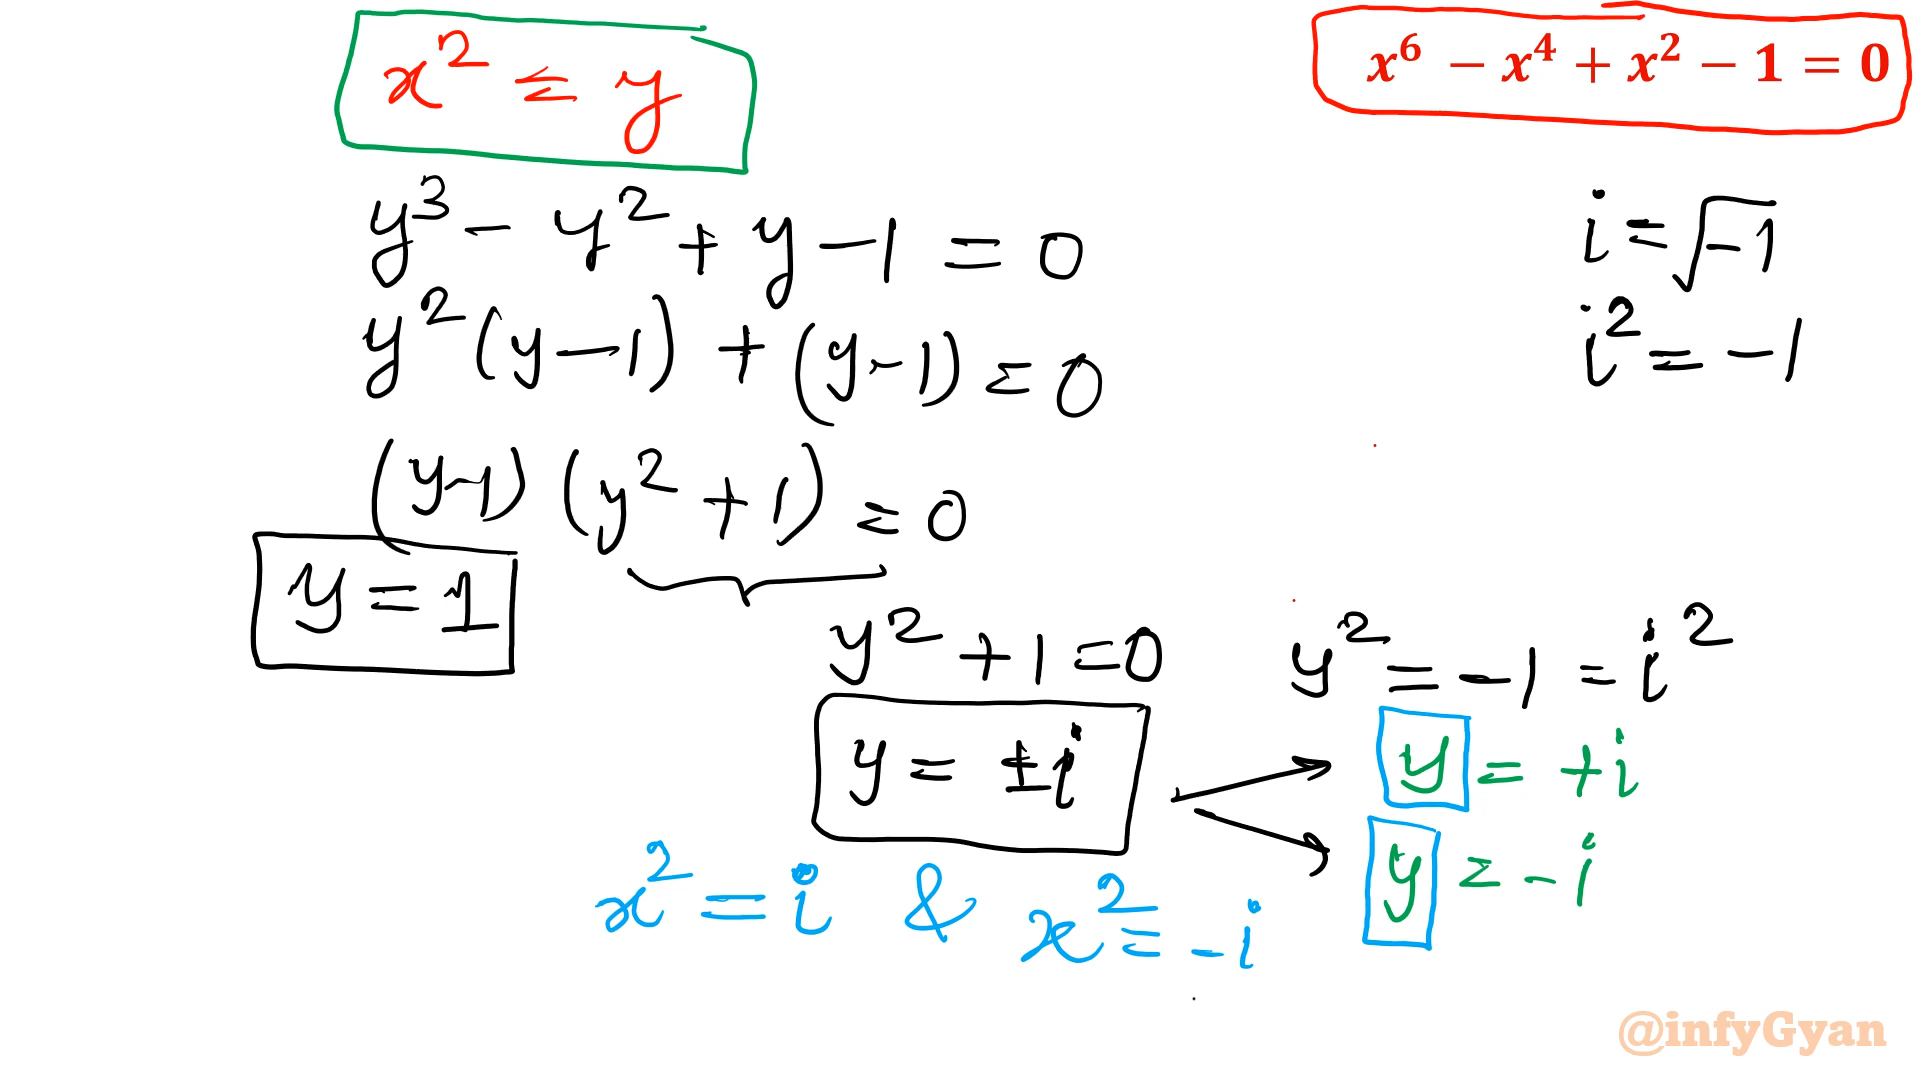 x² = y
x⁶ − x⁴ + x² − 1 = 0
y³ − y² + y − 1 = 0
i = √−1
y²(y − 1) + (y − 1) = 0
i² = −1
(y − 1)(y² + 1) = 0
y = 1
y² + 1 = 0
y² = −1 = i²
y = ±i
y = +i
y = −i
x² = i & x² = −i
@infyGyan